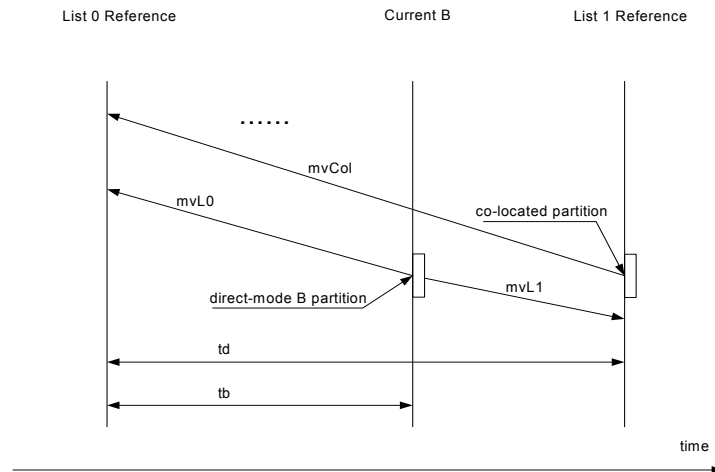 List 0 Reference
Current B
List 1 Reference
......
mvCol
mvL0
co-located partition
direct-mode B partition
mvL1
td
tb
time